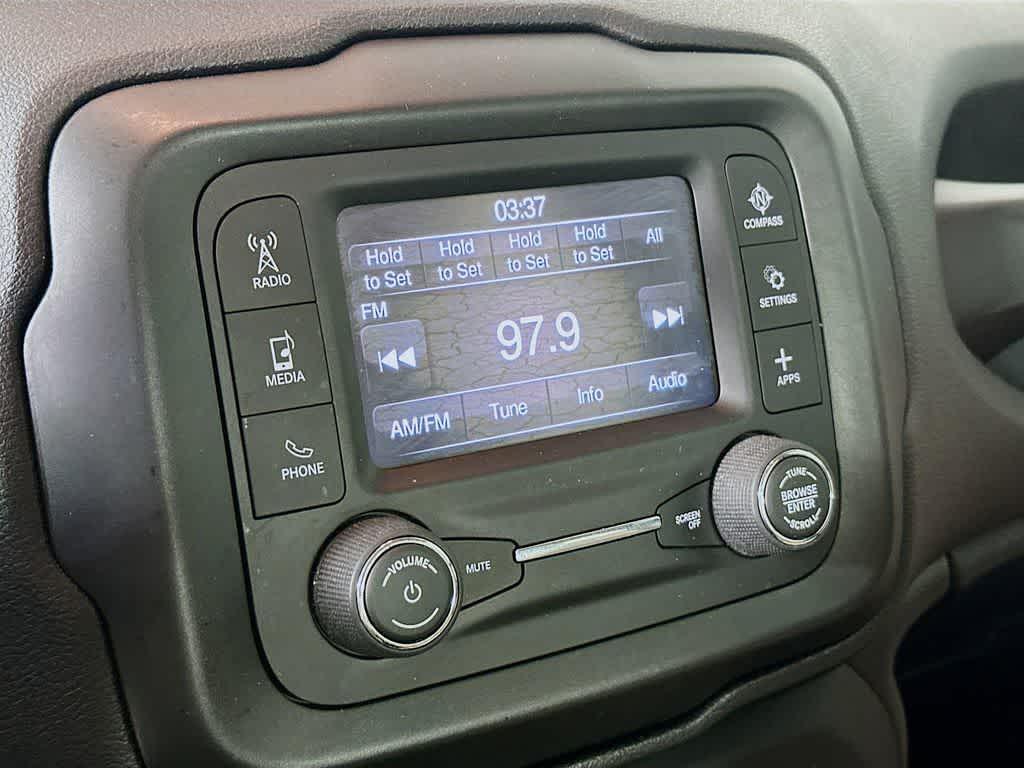 RADIO
MEDIA
PHONE
03:37
Hold to Set
Hold to Set
Hold to Set
Hold to Set
All
FM
97.9
AM/FM
Tune
Info
Audio
N
COMPASS
SETTINGS
APPS
VOLUME
MUTE
SCREEN OFF
TUNE
BROWSE
ENTER
SCROLL